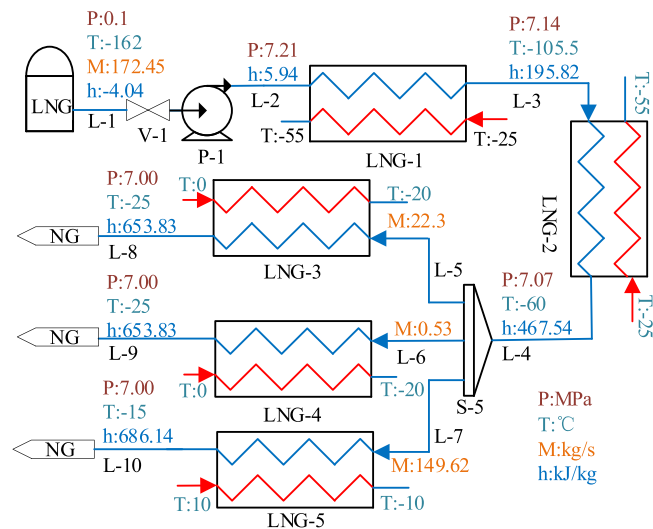 P:0.1
T:-162
M:172.45
h:-4.04
LNG
L-1
V-1
P-1
P:7.21
h:5.94
L-2
T:-55
T:-25
LNG-1
P:7.14
T:-105.5
h:195.82
L-3
T:-55
LNG-2
T:-25
P:7.00
T:-25
h:653.83
NG
L-8
T:0
T:-20
M:22.3
LNG-3
L-5
P:7.07
T:-60
h:467.54
L-4
P:7.00
T:-25
h:653.83
NG
L-9
M:0.53
L-6
T:0
T:-20
LNG-4
S-5
P:7.00
T:-15
h:686.14
NG
L-10
L-7
M:149.62
T:10
T:-10
LNG-5
P:MPa
T:℃
M:kg/s
h:kJ/kg